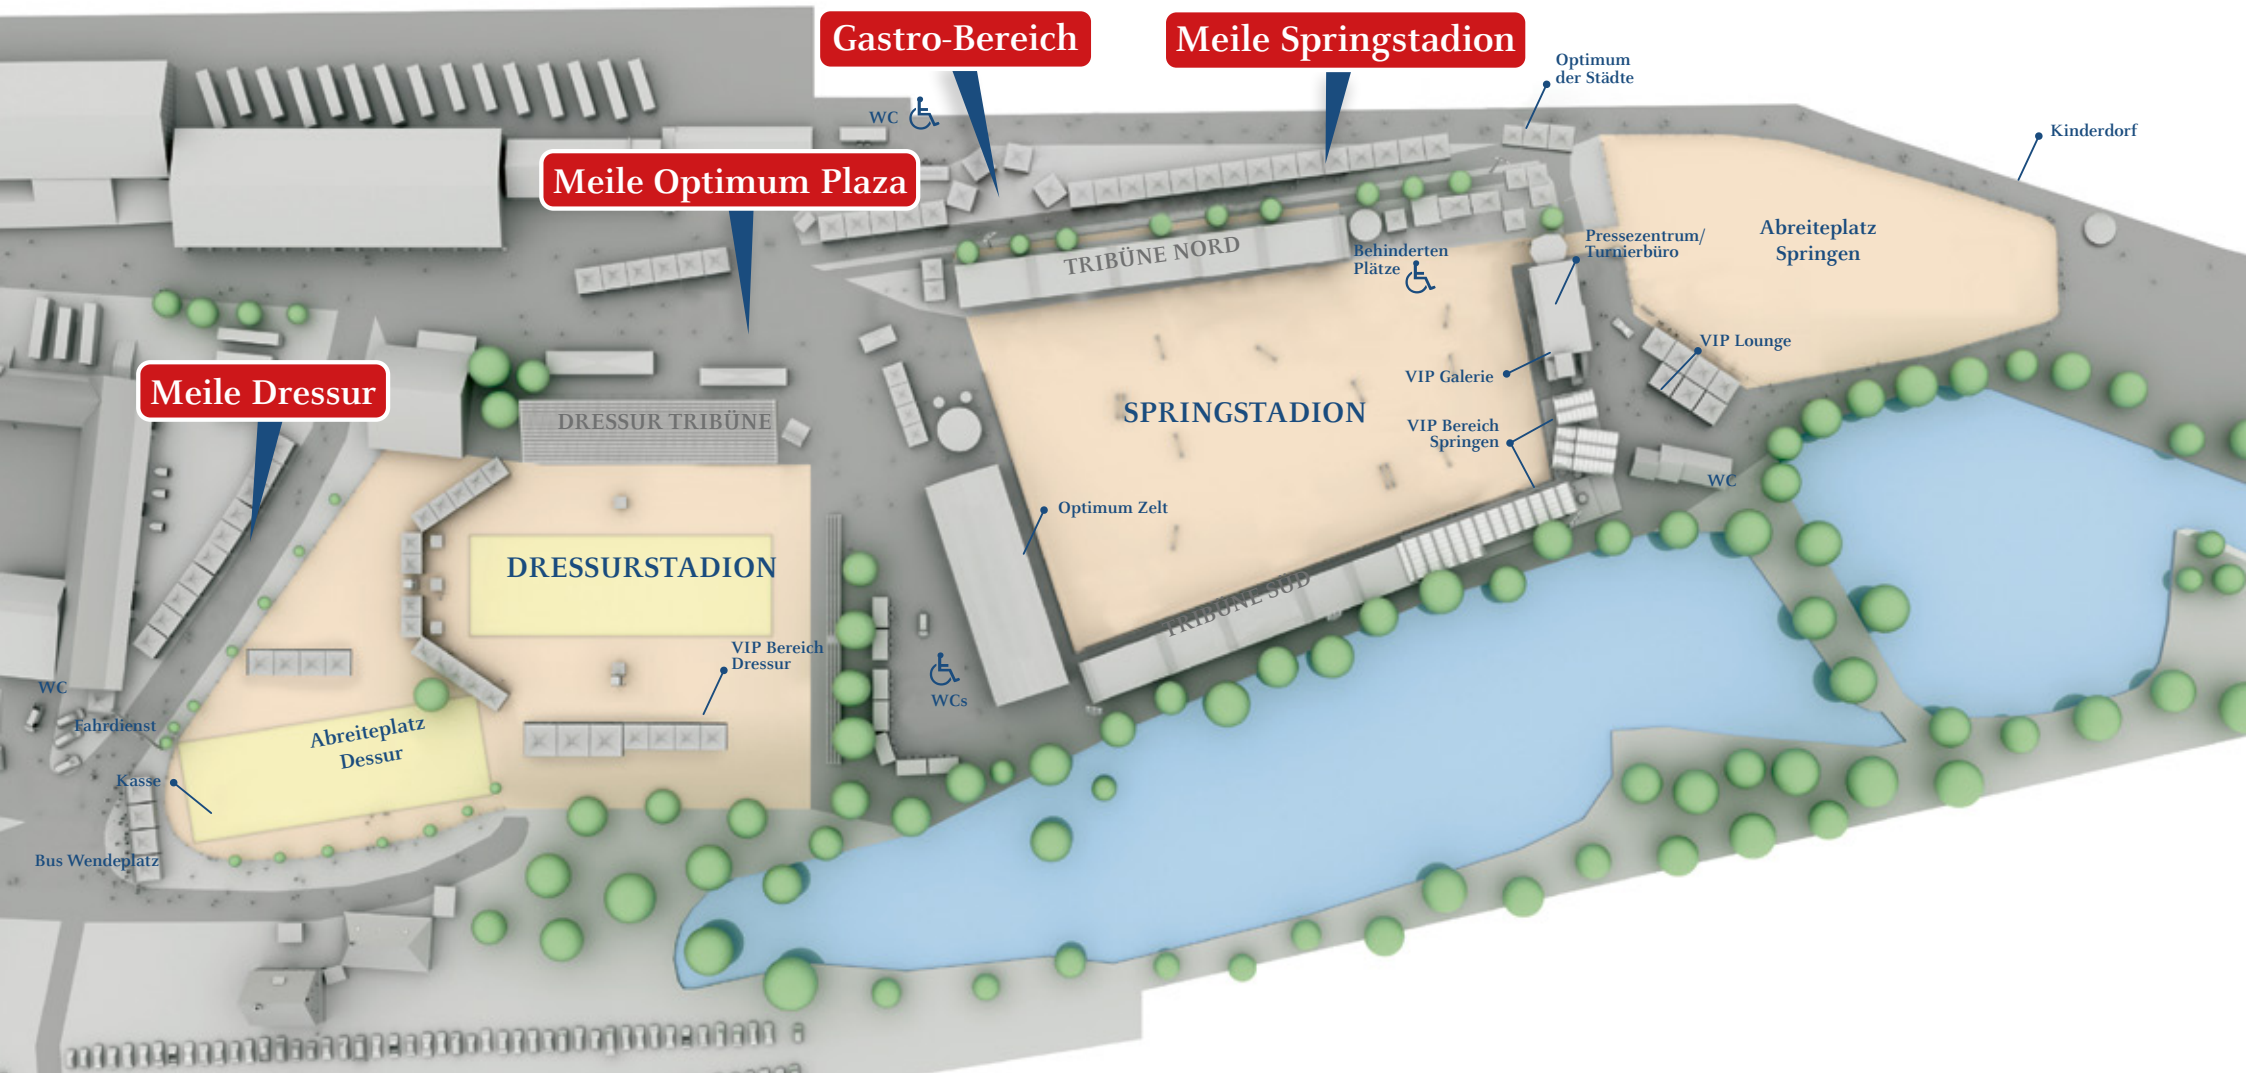 Gastro-Bereich
Meile Springstadion
Optimum
der Städte
WC
Kinderdorf
Meile Optimum Plaza
TRIBÜNE NORD
Behinderten
Plätze
Pressezentrum/
Turnierbüro
Abreiteplatz
Springen
VIP Lounge
VIP Galerie
Meile Dressur
DRESSUR TRIBÜNE
SPRINGSTADION
VIP Bereich
Springen
WC
Optimum Zelt
DRESSURSTADION
TRIBÜNE SÜD
VIP Bereich
Dressur
WCs
WC
Fahrdienst
Abreiteplatz
Dessur
Kasse
Bus Wendeplatz